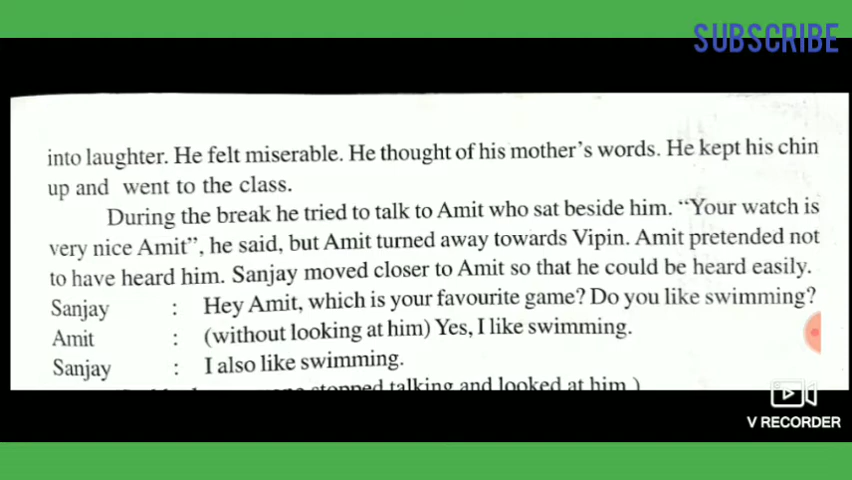 SUBSCRIBE
into laughter. He felt miserable. He thought of his mother's words. He kept his chin
up and went to the class.
During the break he tried to talk to Amit who sat beside him. “Your watch is
very nice Amit”, he said, but Amit turned away towards Vipin. Amit pretended not
to have heard him. Sanjay moved closer to Amit so that he could be heard easily.
Sanjay : Hey Amit, which is your favourite game? Do you like swimming?
Amit : (without looking at him) Yes, I like swimming.
Sanjay : I also like swimming.
stopped talking and looked at him )
V RECORDER